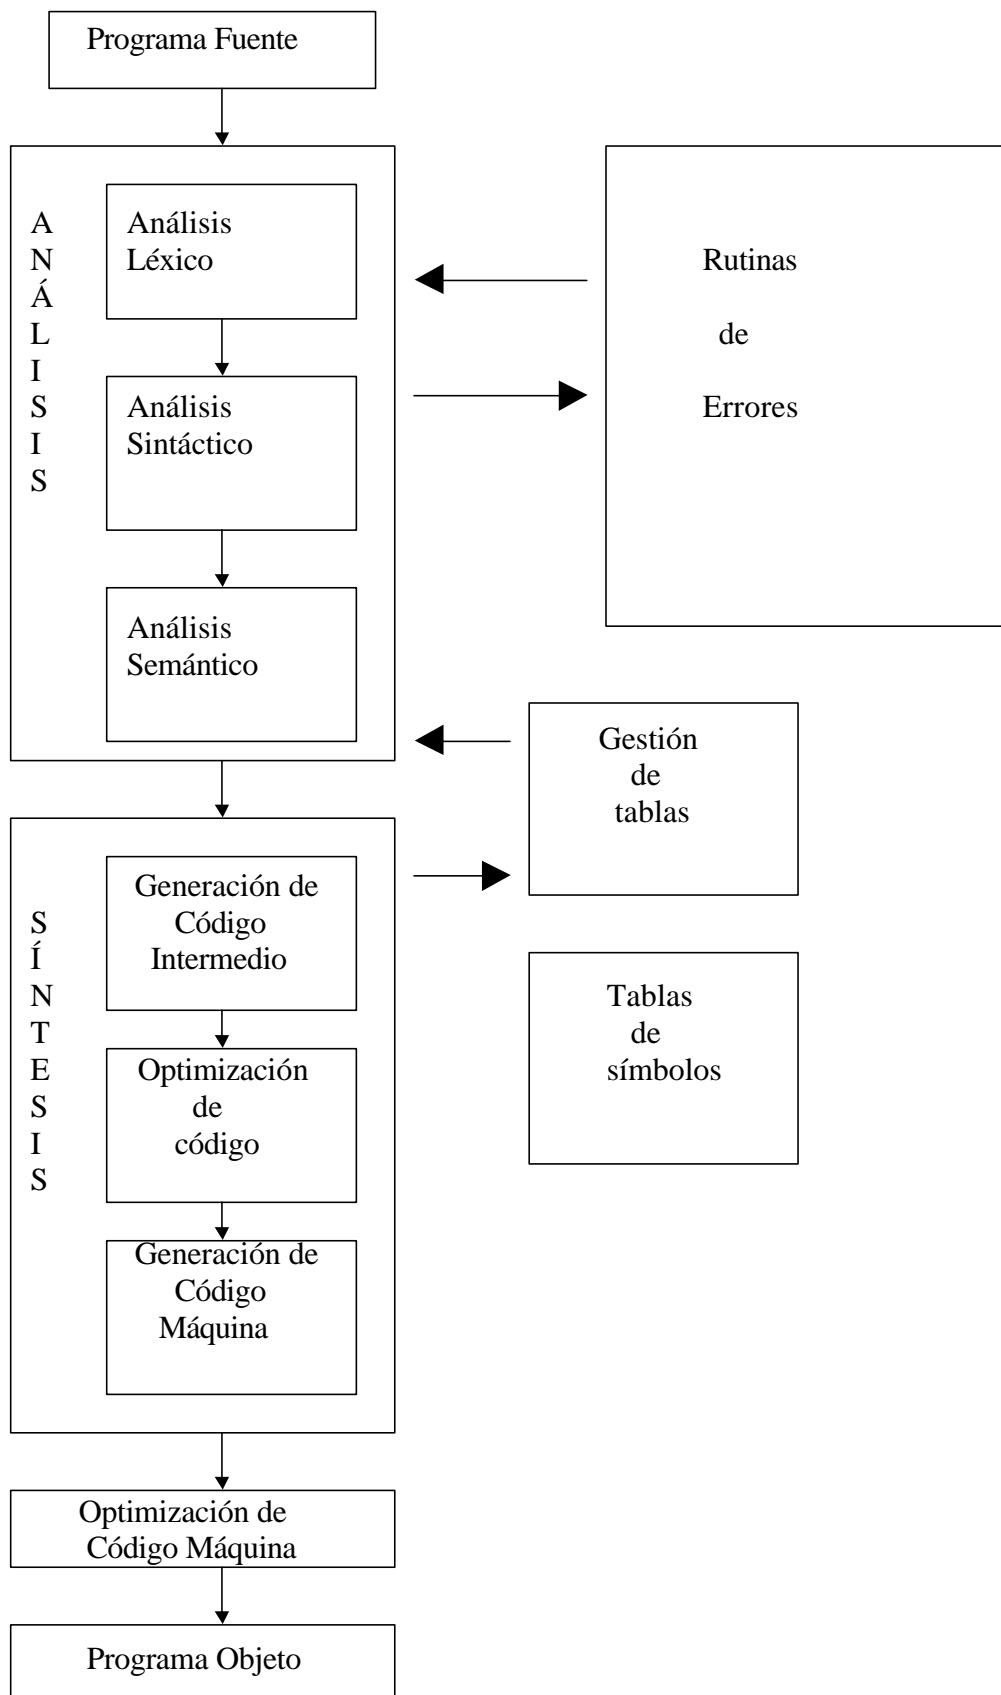 Programa Fuente
A
N
Á
L
I
S
I
S
Análisis
Léxico
Análisis
Sintáctico
Análisis
Semántico
Rutinas
de
Errores
Gestión
de
tablas
Tablas
de
símbolos
S
Í
N
T
E
S
I
S
Generación de
Código
Intermedio
Optimización
de
código
Generación de
Código
Máquina
Optimización de
Código Máquina
Programa Objeto